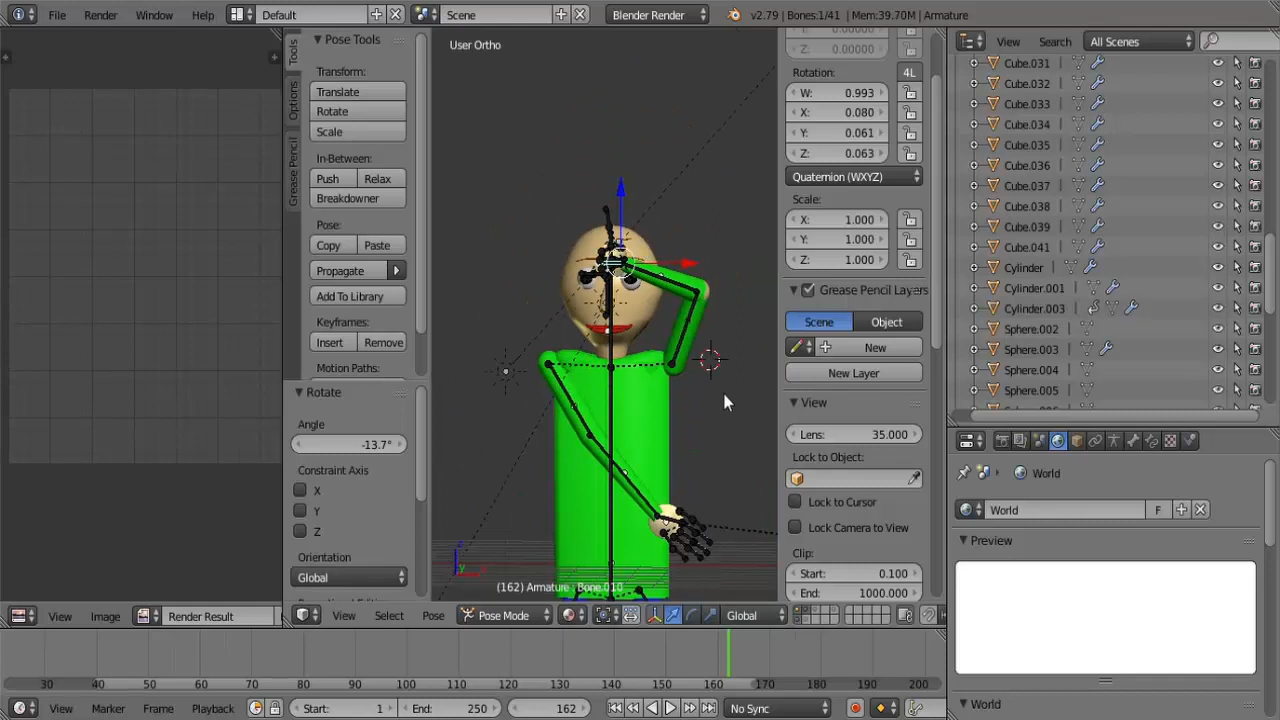 File Render Window Help Default Scene Blender Render v2.79 | Bones:1/41 | Mem:39.70M | Armature
Tools
Options
Grease Pencil
Pose Tools
Transform:
Translate
Rotate
Scale
In-Between:
Push Relax
Breakdowner
Pose:
Copy Paste
Propagate
Add To Library
Keyframes:
Insert Remove
Motion Paths:
Rotate
Angle
-13.7°
Constraint Axis
X
Y
Z
Orientation
Global
User Ortho
(162) Armature : Bone.010
0.00000
Rotation:
4L
W: 0.993
X: 0.080
Y: 0.061
Z: 0.063
Quaternion (WXYZ)
Scale:
X: 1.000
Y: 1.000
Z: 1.000
Grease Pencil Layers
Scene Object
New
New Layer
View
Lens: 35.000
Lock to Object:
Lock to Cursor
Lock Camera to View
Clip:
Start: 0.100
End: 1000.000
View Search All Scenes
Cube.031
Cube.032
Cube.033
Cube.034
Cube.035
Cube.036
Cube.037
Cube.038
Cube.039
Cube.041
Cylinder
Cylinder.001
Cylinder.003
Sphere.002
Sphere.003
Sphere.004
Sphere.005
World
World F
Preview
World
View Image Render Result
View Select Pose Pose Mode Global
30 40 50 60 70 80 90 100 110 120 130 140 150 160 170 180 190 200
View Marker Frame Playback Start: 1 End: 250 162 No Sync